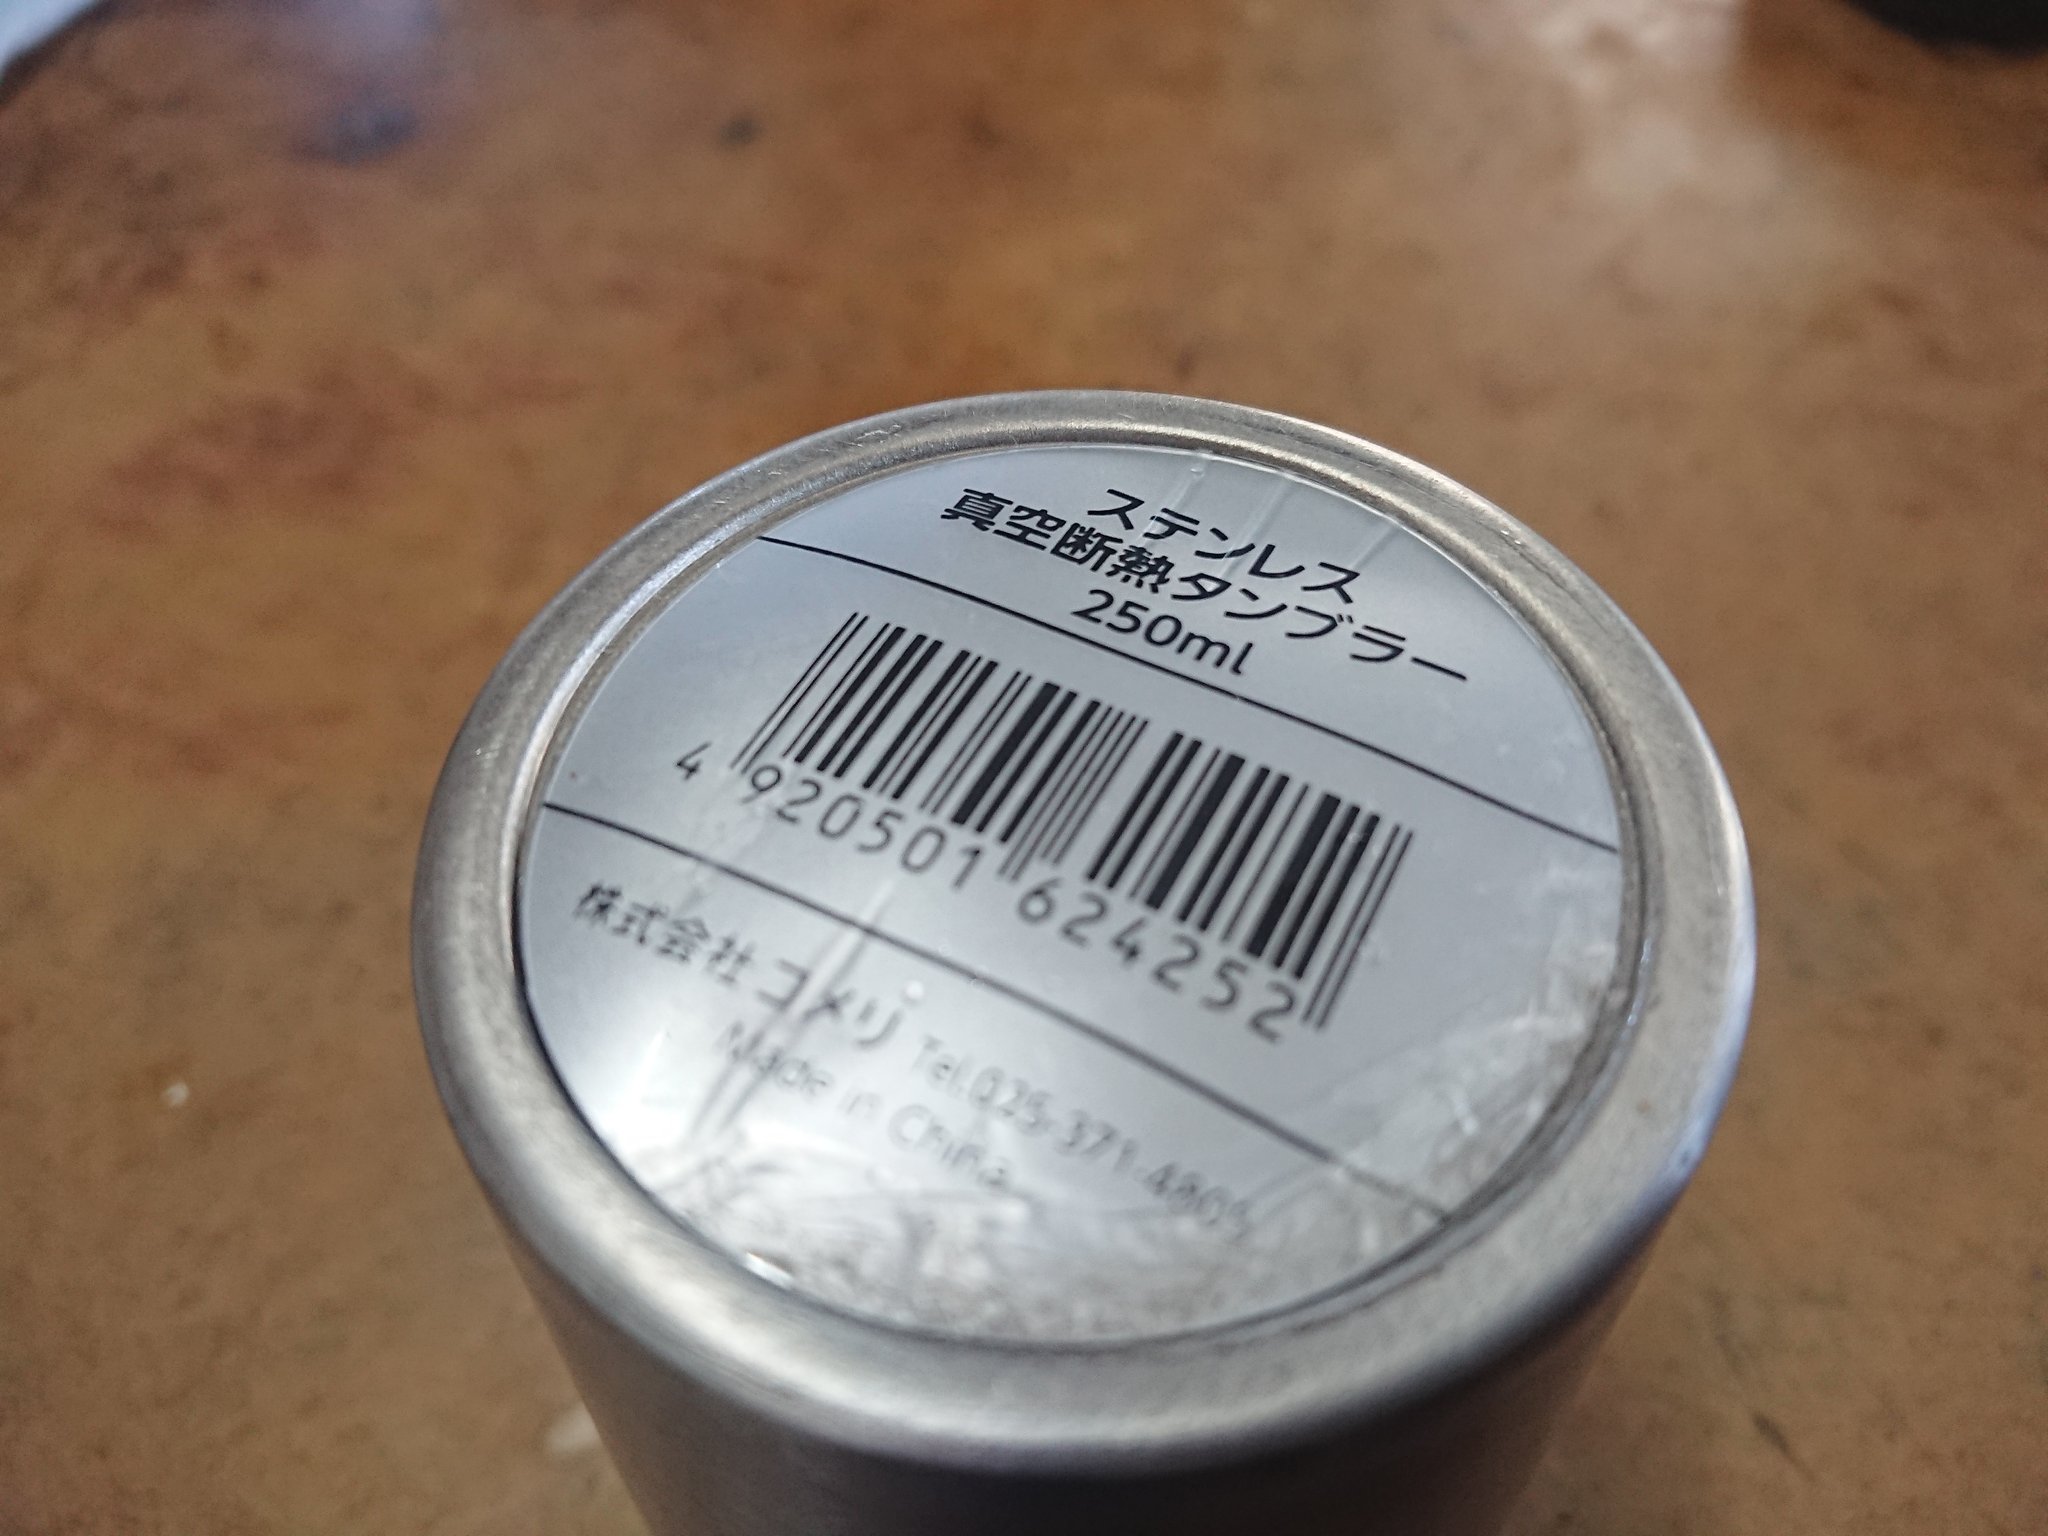 ステンレス
真空断熱タンブラー
250ml
4 920501 624252
株式会社コメリ Tel.025-371-4805
Made in China